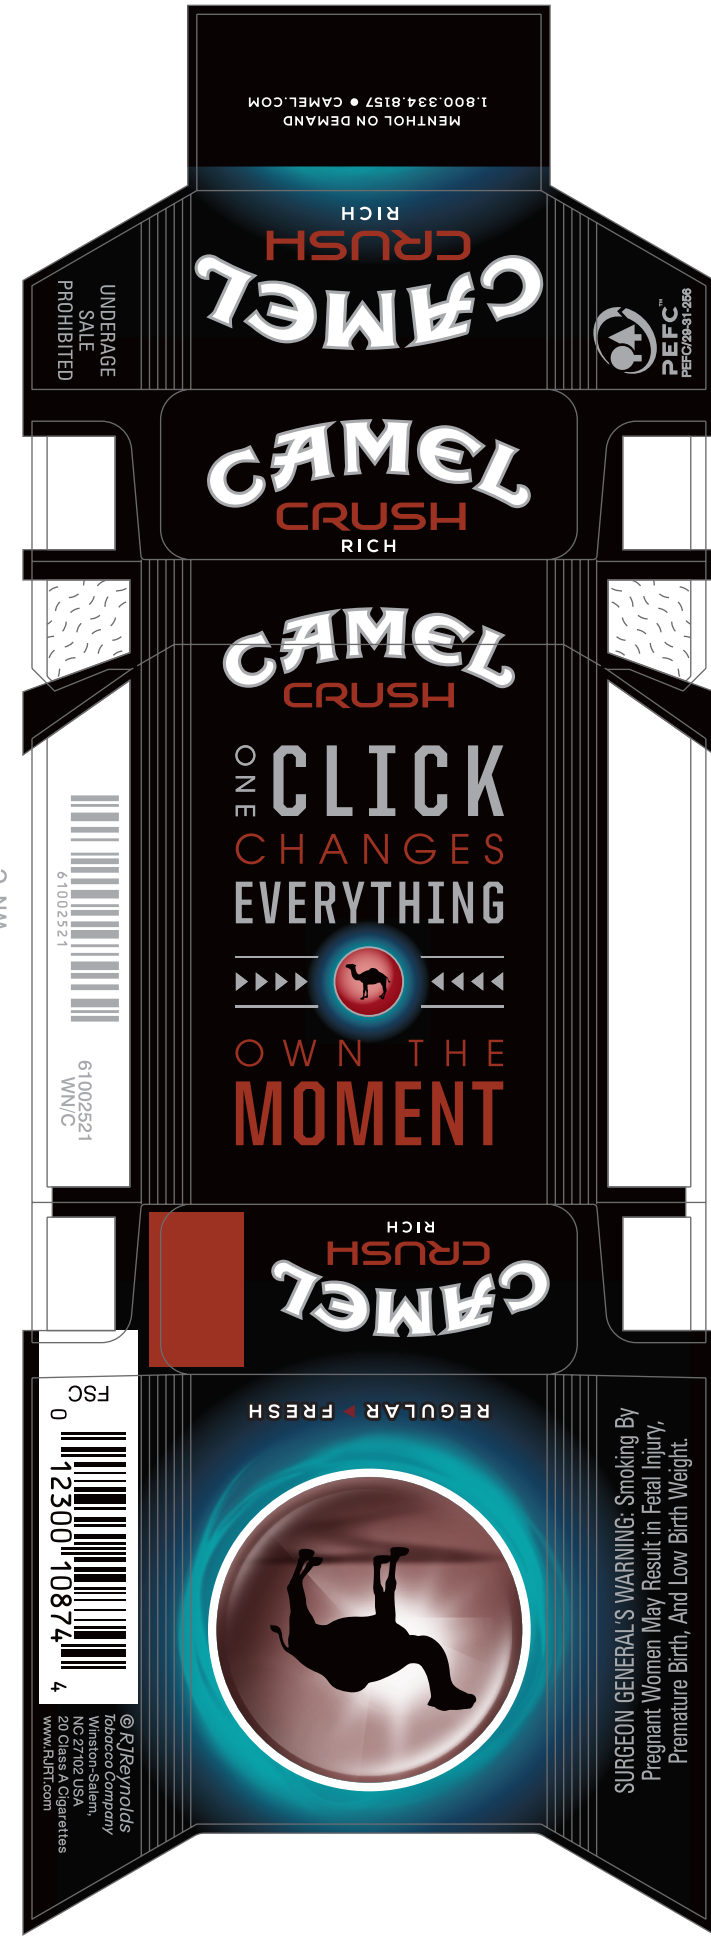 MENTHOL ON DEMAND
1.800.334.8157 ● CAMEL.COM
CAMEL
CRUSH
RICH
UNDERAGE
SALE
PROHIBITED
PEFC™
PEFC/29-31-256
CAMEL
CRUSH
RICH
CAMEL
CRUSH
ONE CLICK
CHANGES
EVERYTHING
OWN THE
MOMENT
61002521
61002521
WN/C
CAMEL
CRUSH
RICH
REGULAR ▶ FRESH
FSC
0 12300 10874 4
©RJReynolds
Tobacco Company
Winston-Salem,
NC 27102 USA
20 Class A Cigarettes
www.RJRT.com
SURGEON GENERAL'S WARNING: Smoking By
Pregnant Women May Result in Fetal Injury,
Premature Birth, And Low Birth Weight.